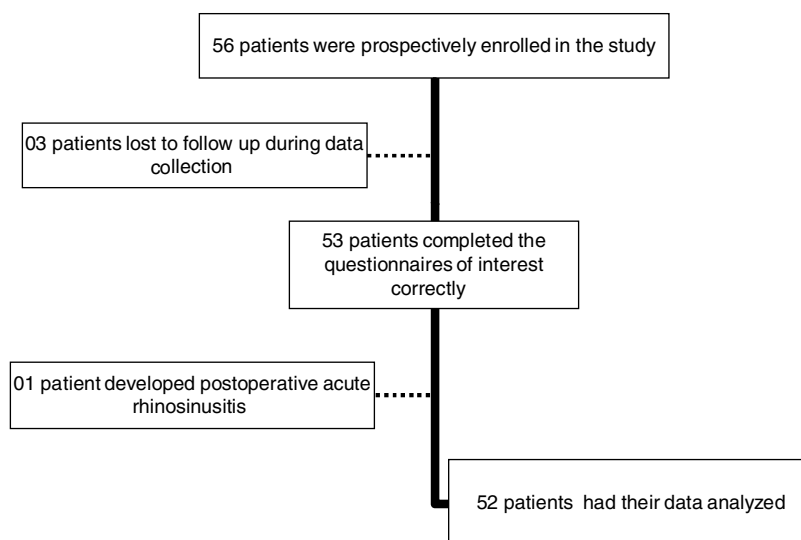 56 patients were prospectively enrolled in the study
03 patients lost to follow up during data
collection
53 patients completed the
questionnaires of interest
correctly
01 patient developed postoperative acute
rhinosinusitis
52 patients had their data analyzed